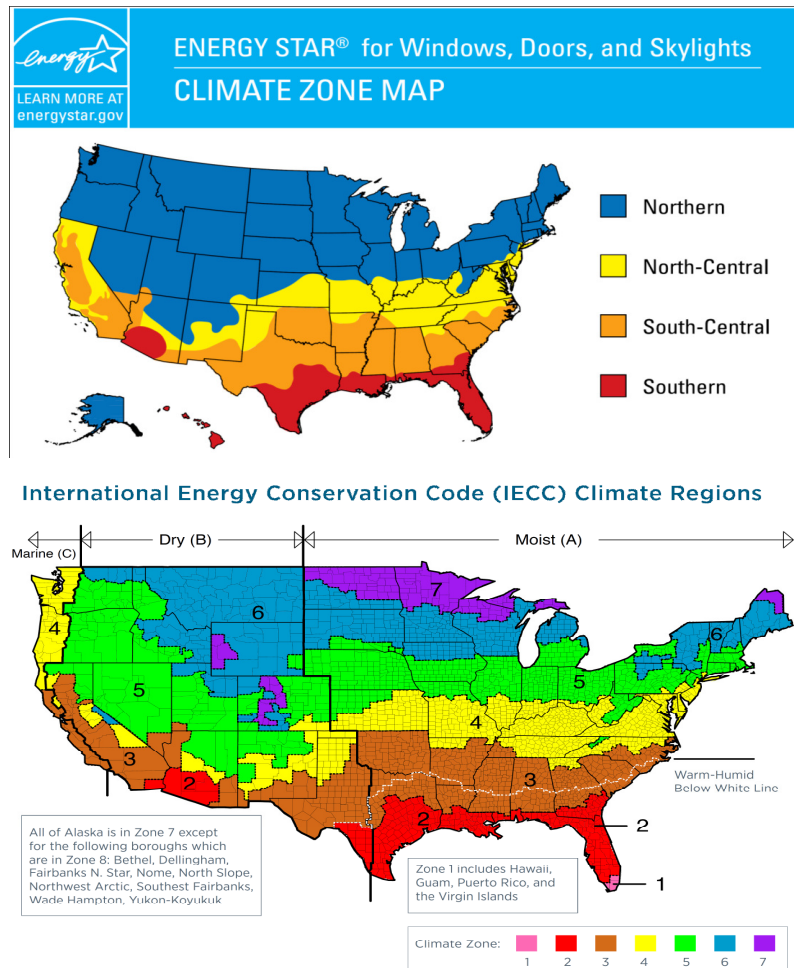 energy
LEARN MORE AT
energystar.gov
ENERGY STAR® for Windows, Doors, and Skylights
CLIMATE ZONE MAP
Northern
North-Central
South-Central
Southern
International Energy Conservation Code (IECC) Climate Regions
Marine (C)
Dry (B)
Moist (A)
7
6
6
4
5
5
4
3
3
2
2
Warm-Humid
Below White Line
2
1
All of Alaska is in Zone 7 except
for the following boroughs which
are in Zone 8: Bethel, Dellingham,
Fairbanks N. Star, Nome, North Slope,
Northwest Arctic, Southest Fairbanks,
Wade Hampton, Yukon-Koyukuk
Zone 1 includes Hawaii,
Guam, Puerto Rico, and
the Virgin Islands
Climate Zone:
1 2 3 4 5 6 7